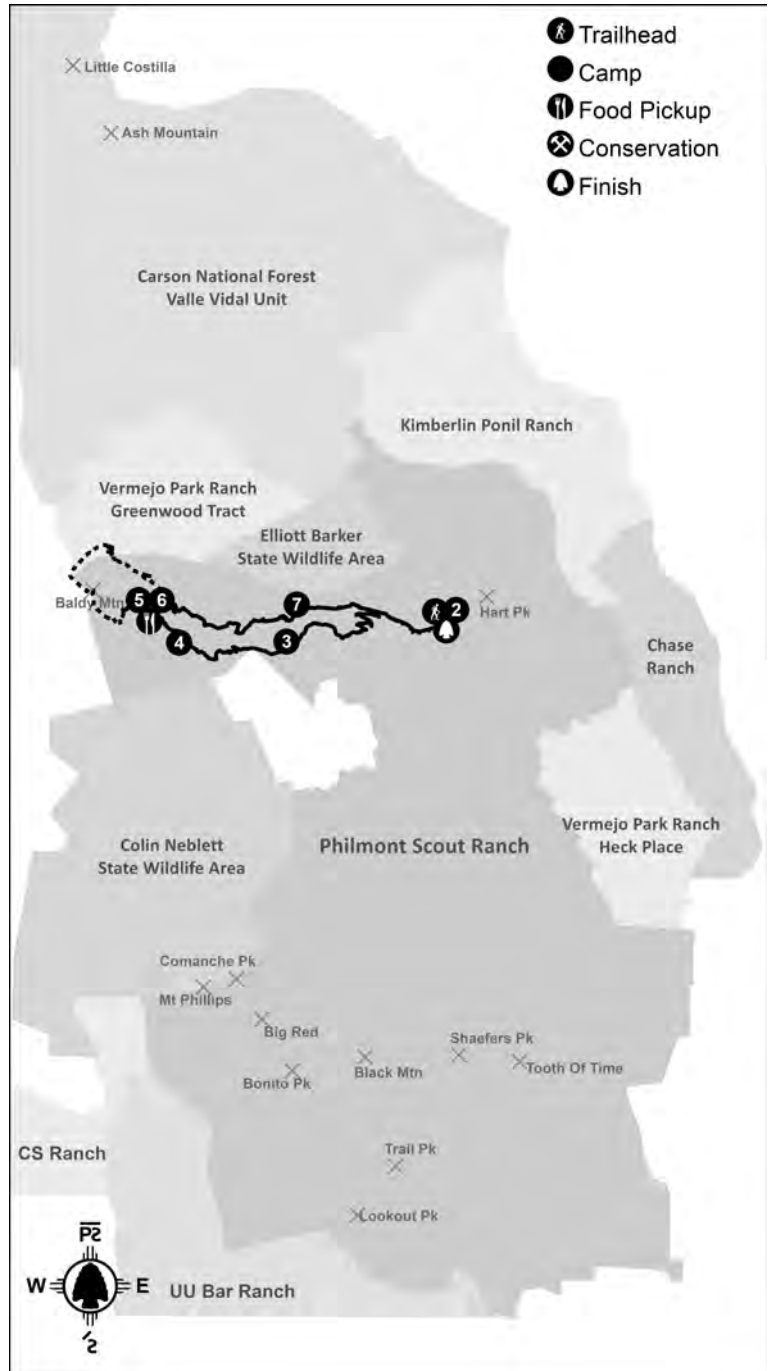 Trailhead
Camp
Food Pickup
Conservation
Finish
Little Costilla
Ash Mountain
Carson National Forest
Valle Vidal Unit
Kimberlin Ponil Ranch
Vermejo Park Ranch
Greenwood Tract
Elliott Barker
State Wildlife Area
Baldy Mtn
5
6
7
2
Hart Pk
4
3
Chase
Ranch
Colin Neblett
State Wildlife Area
Philmont Scout Ranch
Vermejo Park Ranch
Heck Place
Comanche Pk
Mt Phillips
Big Red
Bonito Pk
Black Mtn
Shaefers Pk
Tooth Of Time
Trail Pk
Lookout Pk
CS Ranch
UU Bar Ranch
W
E